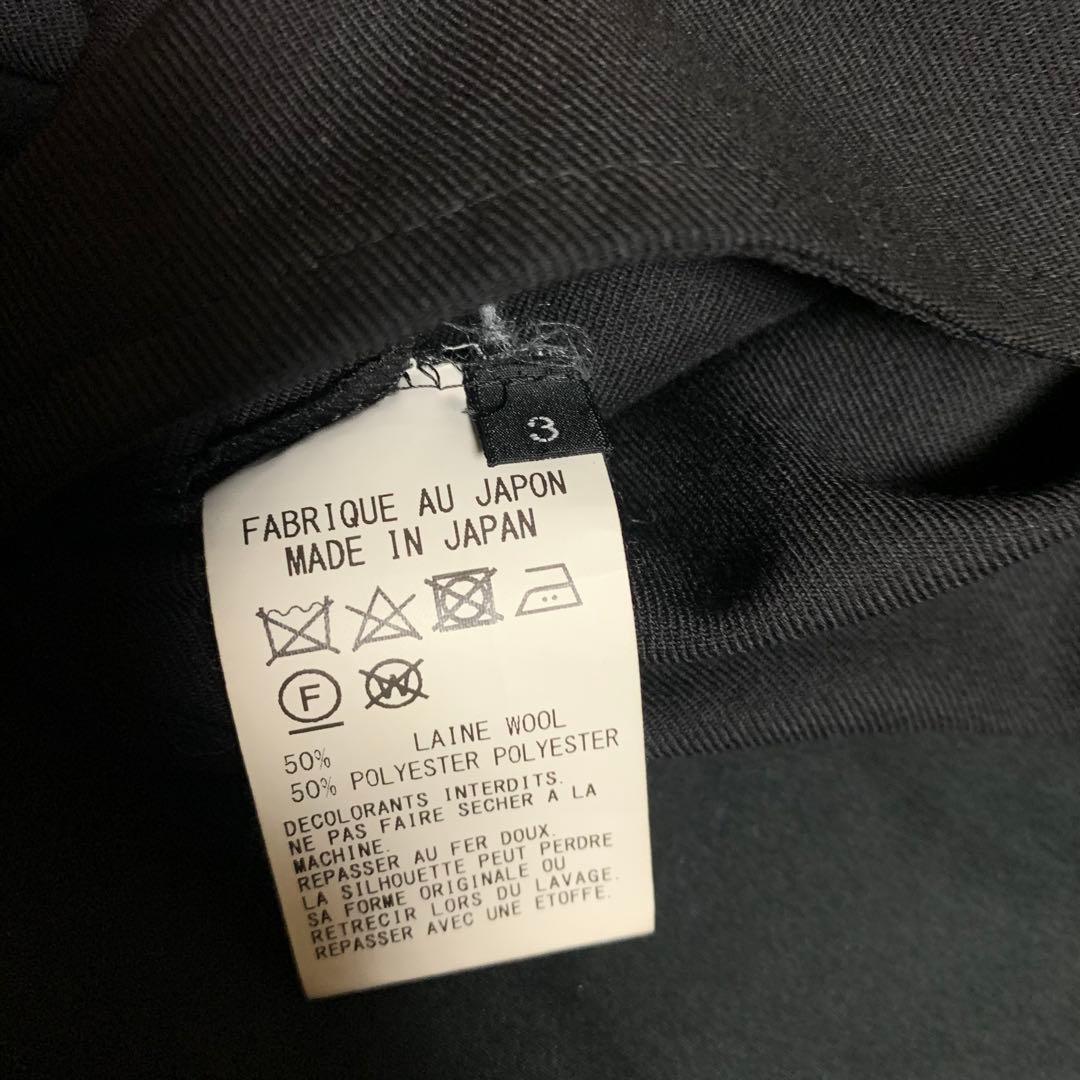 3
FABRIQUE AU JAPON
MADE IN JAPAN
F W
50% LAINE WOOL
50% POLYESTER POLYESTER
DECOLORANTS INTERDITS.
NE PAS FAIRE SECHER A LA
MACHINE.
REPASSER AU FER DOUX.
LA SILHOUETTE PEUT PERDRE
SA FORME ORIGINALE OU
RETRECIR LORS DU LAVAGE.
REPASSER AVEC UNE ETOFFE.